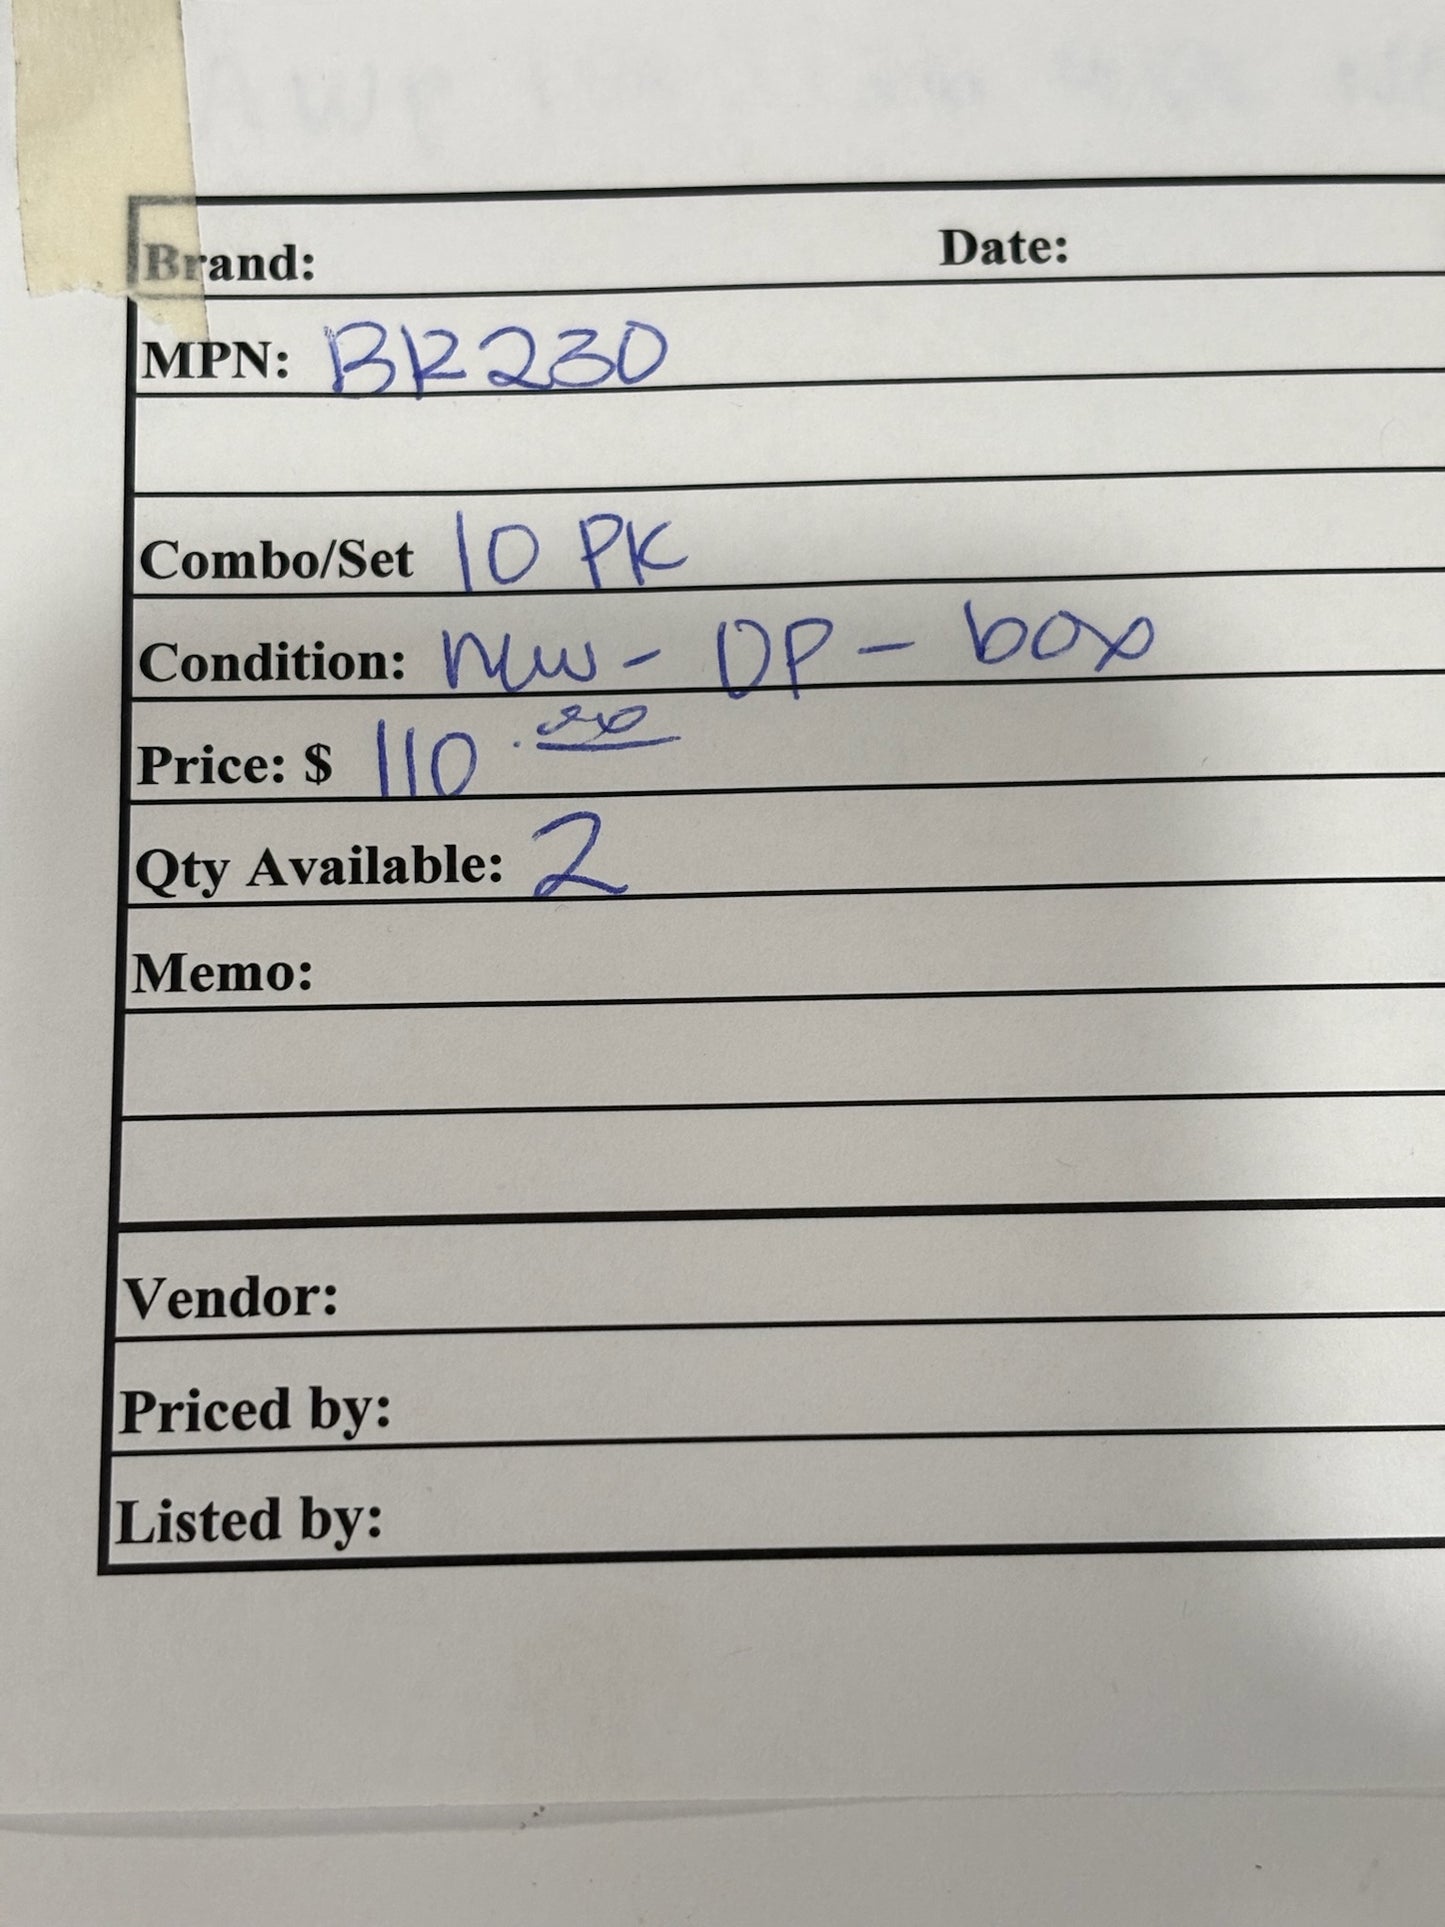 Brand: Date:
MPN: BR230
Combo/Set 10 PK
Condition: new - OP - box
Price: $ 110.00
Qty Available: 2
Memo:
Vendor:
Priced by:
Listed by: